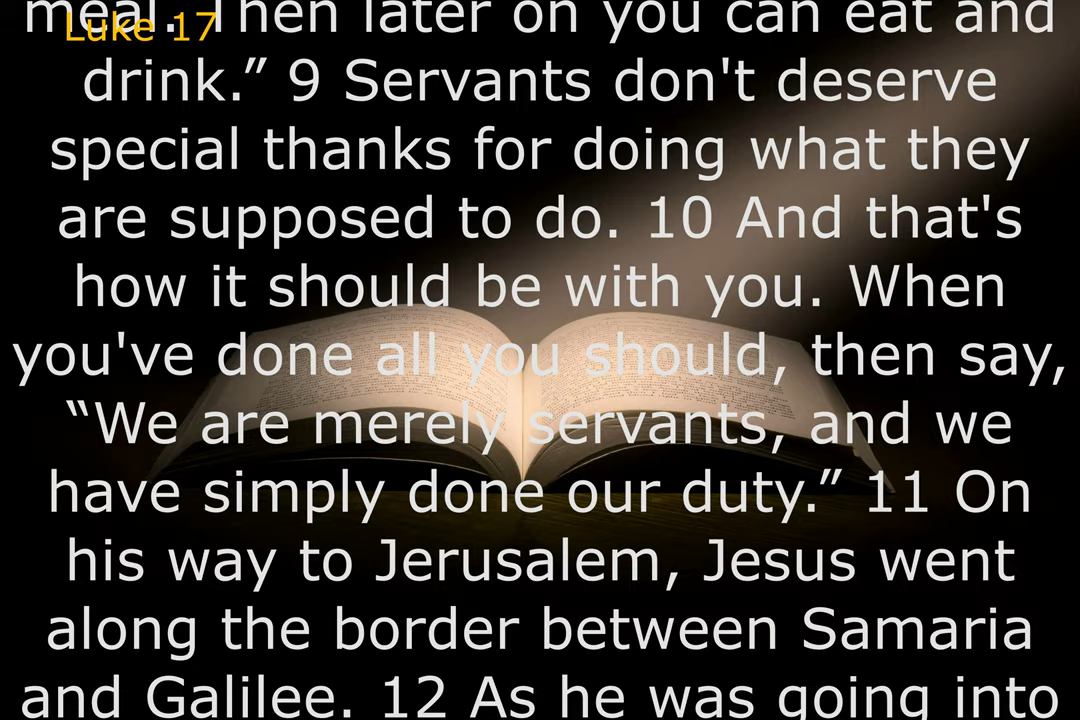 Luke 17
meal. Then later on you can eat and
drink.” 9 Servants don't deserve
special thanks for doing what they
are supposed to do. 10 And that's
how it should be with you. When
you've done all you should, then say,
“We are merely servants, and we
have simply done our duty.” 11 On
his way to Jerusalem, Jesus went
along the border between Samaria
and Galilee. 12 As he was going into